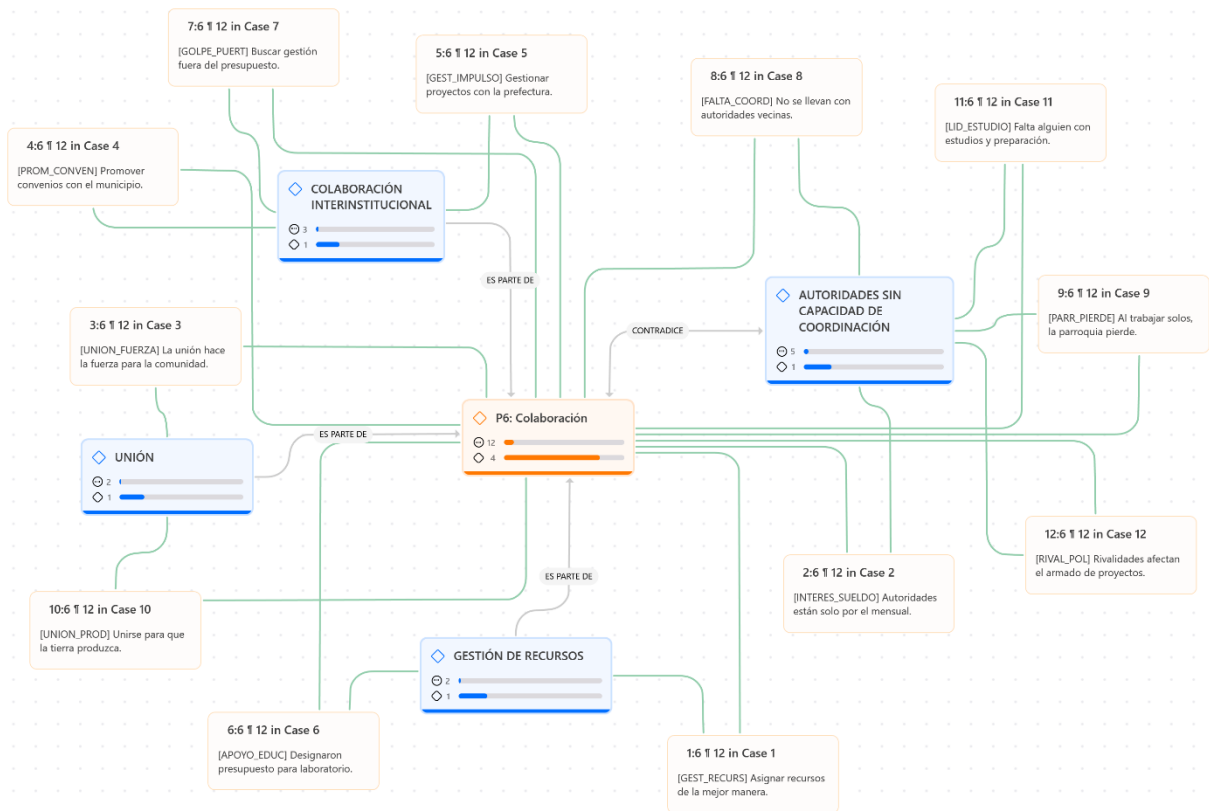 7:6 ¶ 12 in Case 7
[GOLPE_PUERT] Buscar gestión
fuera del presupuesto.
5:6 ¶ 12 in Case 5
[GEST_IMPULSO] Gestionar
proyectos con la prefectura.
8:6 ¶ 12 in Case 8
[FALTA_COORD] No se llevan con
autoridades vecinas.
11:6 ¶ 12 in Case 11
[LID_ESTUDIO] Falta alguien con
estudios y preparación.
4:6 ¶ 12 in Case 4
[PROM_CONVEN] Promover
convenios con el municipio.
COLABORACIÓN
INTERINSTITUCIONAL
3
1
ES PARTE DE
AUTORIDADES SIN
CAPACIDAD DE
COORDINACIÓN
5
1
CONTRADICE
9:6 ¶ 12 in Case 9
[PARR_PIERDE] Al trabajar solos,
la parroquia pierde.
3:6 ¶ 12 in Case 3
[UNION_FUERZA] La unión hace
la fuerza para la comunidad.
P6: Colaboración
12
4
ES PARTE DE
UNIÓN
2
1
12:6 ¶ 12 in Case 12
[RIVAL_POL] Rivalidades afectan
el armado de proyectos.
2:6 ¶ 12 in Case 2
[INTERES_SUELDO] Autoridades
están solo por el mensual.
ES PARTE DE
10:6 ¶ 12 in Case 10
[UNION_PROD] Unirse para que
la tierra produzca.
GESTIÓN DE RECURSOS
2
1
6:6 ¶ 12 in Case 6
[APOYO_EDUC] Designaron
presupuesto para laboratorio.
1:6 ¶ 12 in Case 1
[GEST_RECURS] Asignar recursos
de la mejor manera.